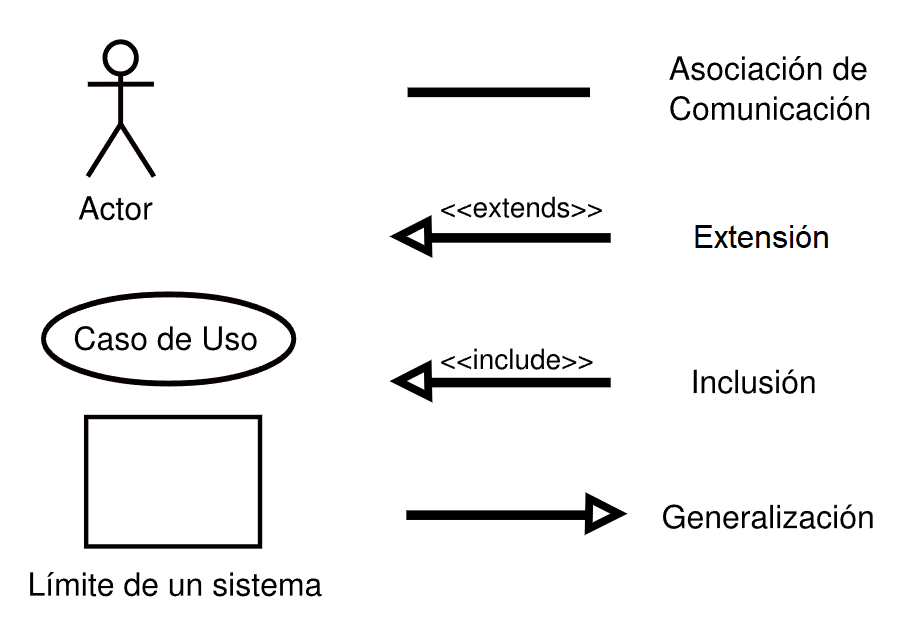 Actor
Caso de Uso
Límite de un sistema
Asociación de
Comunicación
<<extends>>
Extensión
<<include>>
Inclusión
Generalización